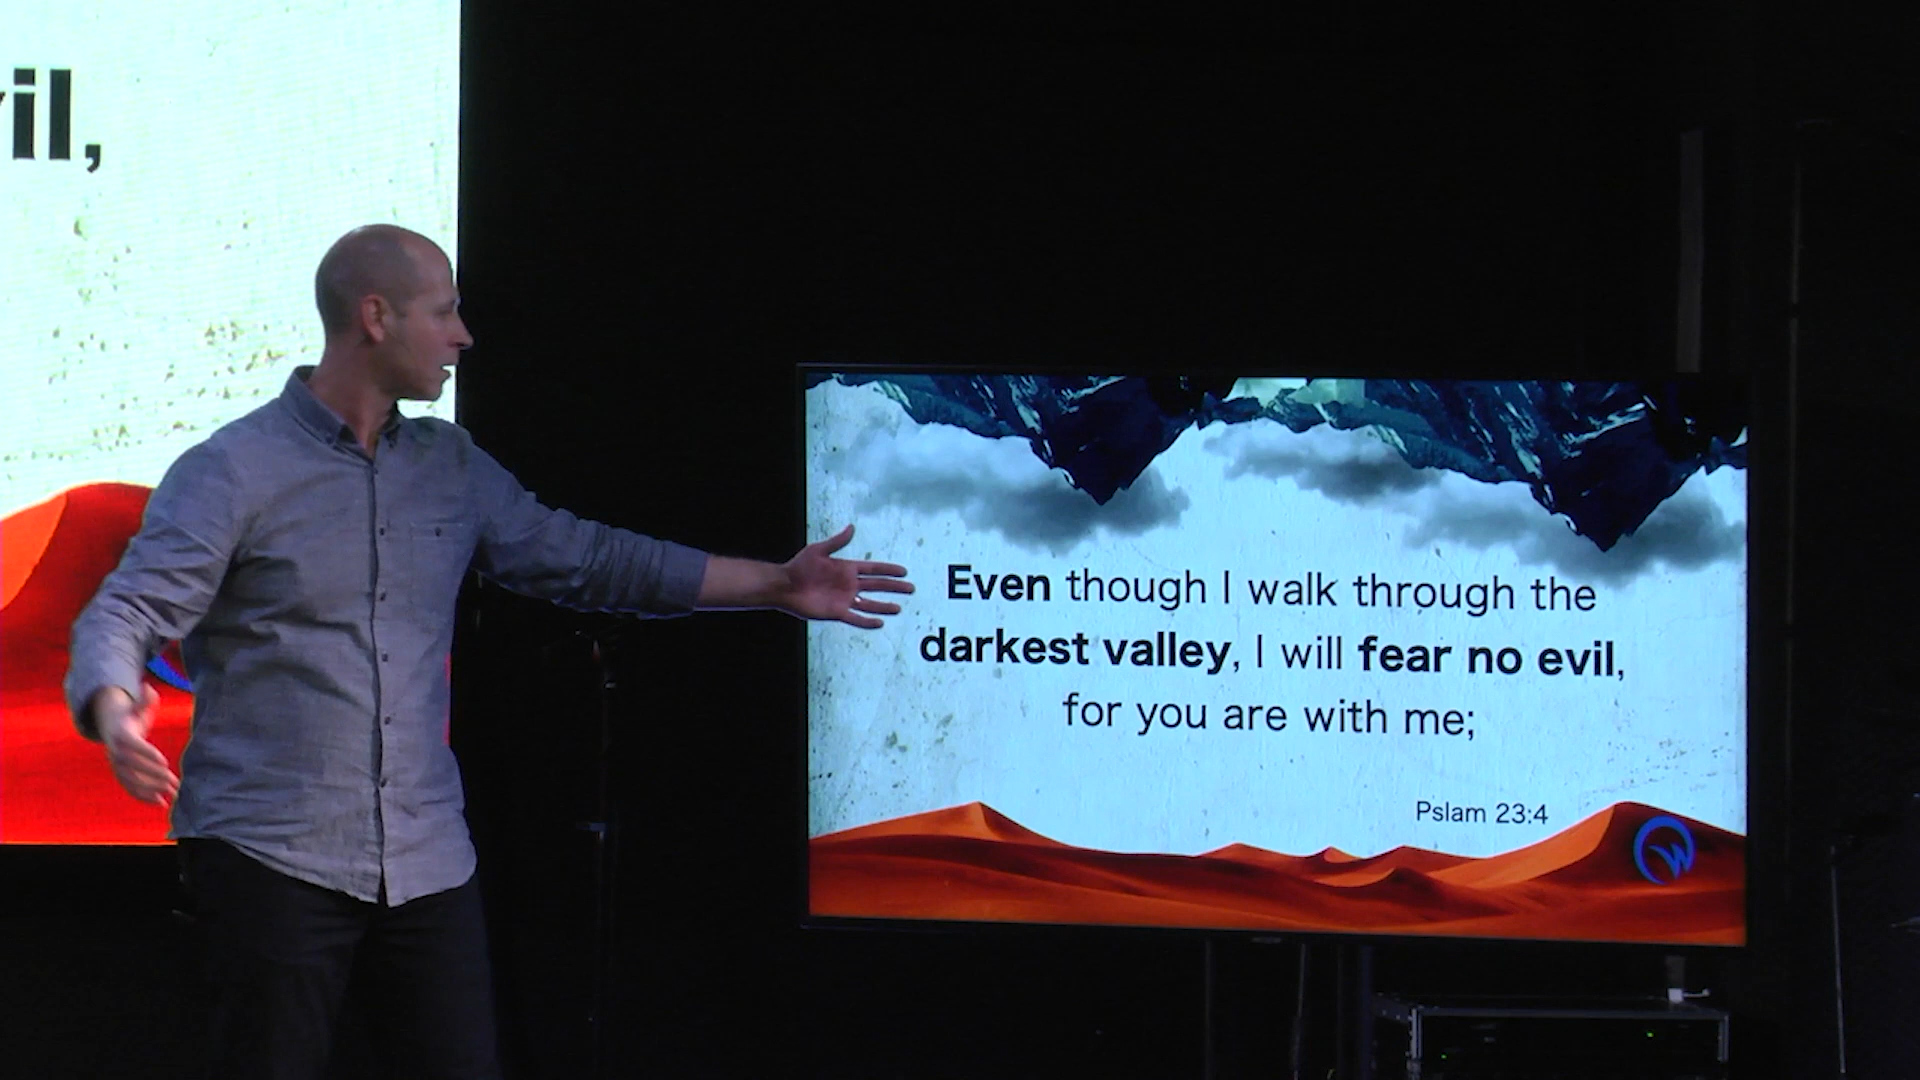 il,
Even though I walk through the
darkest valley, I will fear no evil,
for you are with me;
Pslam 23:4
W